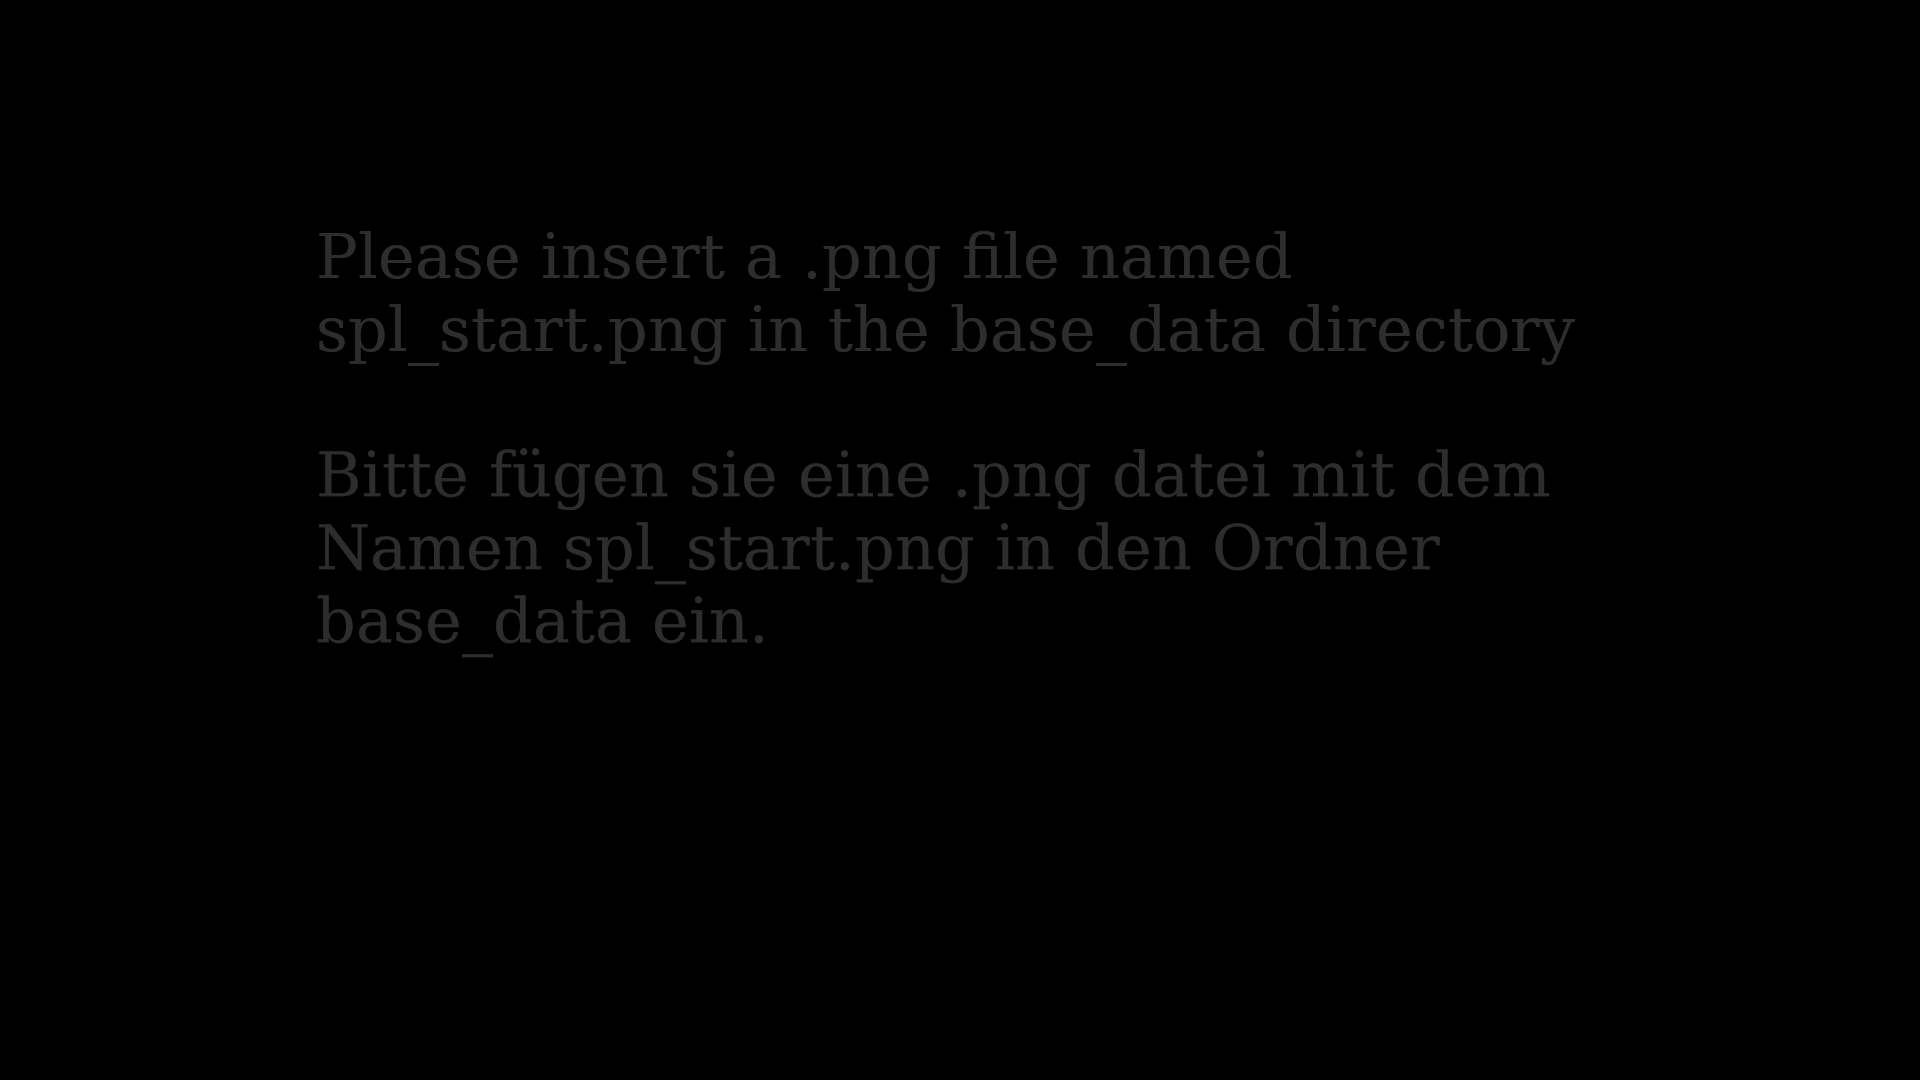 Please insert a .png file named
spl_start.png in the base_data directory
Bitte fügen sie eine .png datei mit dem
Namen spl_start.png in den Ordner
base_data ein.